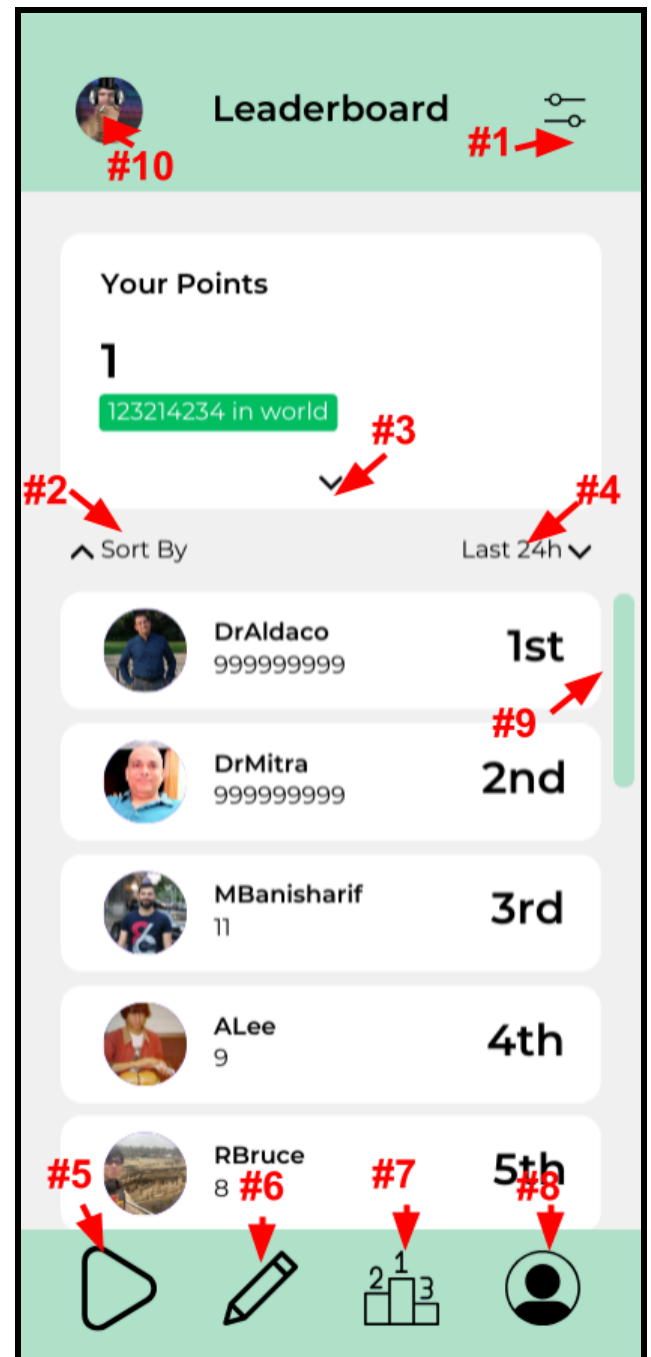 Leaderboard
#1
#10
Your Points
1
123214234 in world
#3
#2
#4
Sort By
Last 24h
DrAldaco
999999999
1st
#9
DrMitra
999999999
2nd
MBanisharif
11
3rd
ALee
9
4th
RBruce
8
5th
#5
#6
#7
#8
2 1 3